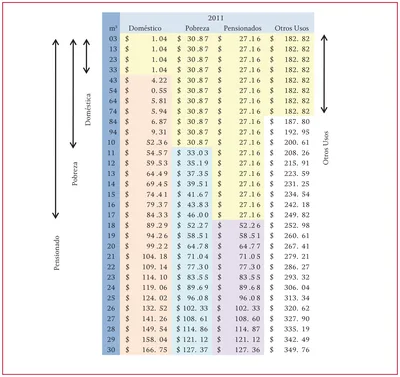 2011
m³ Doméstico Pobreza Pensionados Otros Usos
03 $ 1.04 $ 30.87 $ 27.16 $ 182. 82
13 $ 1.04 $ 30.87 $ 27.16 $ 182. 82
23 $ 1.04 $ 30.87 $ 27.16 $ 182. 82
33 $ 1.04 $ 30.87 $ 27.16 $ 182. 82
43 $ 4.22 $ 30.87 $ 27.16 $ 182. 82
54 $ 0.55 $ 30.87 $ 27.16 $ 182. 82
64 $ 5.81 $ 30.87 $ 27.16 $ 182. 82
74 $ 5.94 $ 30.87 $ 27.16 $ 182. 82
84 $ 6.87 $ 30.87 $ 27.16 $ 187. 80
94 $ 9.31 $ 30.87 $ 27.16 $ 192. 95
10 $ 52.36 $ 30.87 $ 27.16 $ 200. 61
11 $ 54.57 $ 33.03 $ 27.16 $ 208. 26
12 $ 59.53 $ 35.19 $ 27.16 $ 215. 91
13 $ 64.49 $ 37.35 $ 27.16 $ 223. 59
14 $ 69.45 $ 39.51 $ 27.16 $ 231. 25
15 $ 74.41 $ 41.67 $ 27.16 $ 234. 54
16 $ 79.37 $ 43.83 $ 27.16 $ 242. 18
17 $ 84.33 $ 46.00 $ 27.16 $ 249. 82
18 $ 89.29 $ 52.27 $ 52.26 $ 252. 98
19 $ 94.26 $ 58.51 $ 58.51 $ 260. 61
20 $ 99.22 $ 64.78 $ 64.77 $ 267. 41
21 $ 104. 18 $ 71.04 $ 71.05 $ 279. 21
22 $ 109. 14 $ 77.30 $ 77.30 $ 286. 27
23 $ 114. 10 $ 83.55 $ 83.55 $ 293. 32
24 $ 119. 06 $ 89.69 $ 89.68 $ 306. 04
25 $ 124. 02 $ 96.08 $ 96.08 $ 313. 34
26 $ 132. 52 $ 102. 33 $ 102. 33 $ 320. 62
27 $ 141. 26 $ 108. 61 $ 108. 60 $ 327. 90
28 $ 149. 54 $ 114. 86 $ 114. 87 $ 335. 19
29 $ 158. 04 $ 121. 12 $ 121. 12 $ 342. 49
30 $ 166. 75 $ 127. 37 $ 127. 36 $ 349. 76
Doméstica
Pobreza
Pensionado
Otros Usos